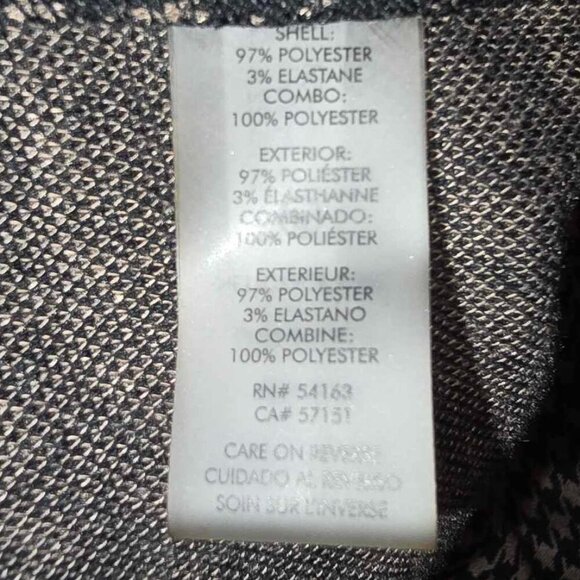 SHELL:
97% POLYESTER
3% ELASTANE
COMBO:
100% POLYESTER
EXTERIOR:
97% POLIÉSTER
3% ÉLASTHANNE
COMBINADO:
100% POLIÉSTER
EXTERIEUR:
97% POLYESTER
3% ELASTANO
COMBINE:
100% POLYESTER
RN# 54163
CA# 57151
CARE ON REVERSE
CUIDADO AL REVERSO
SOIN SUR L'INVERSE